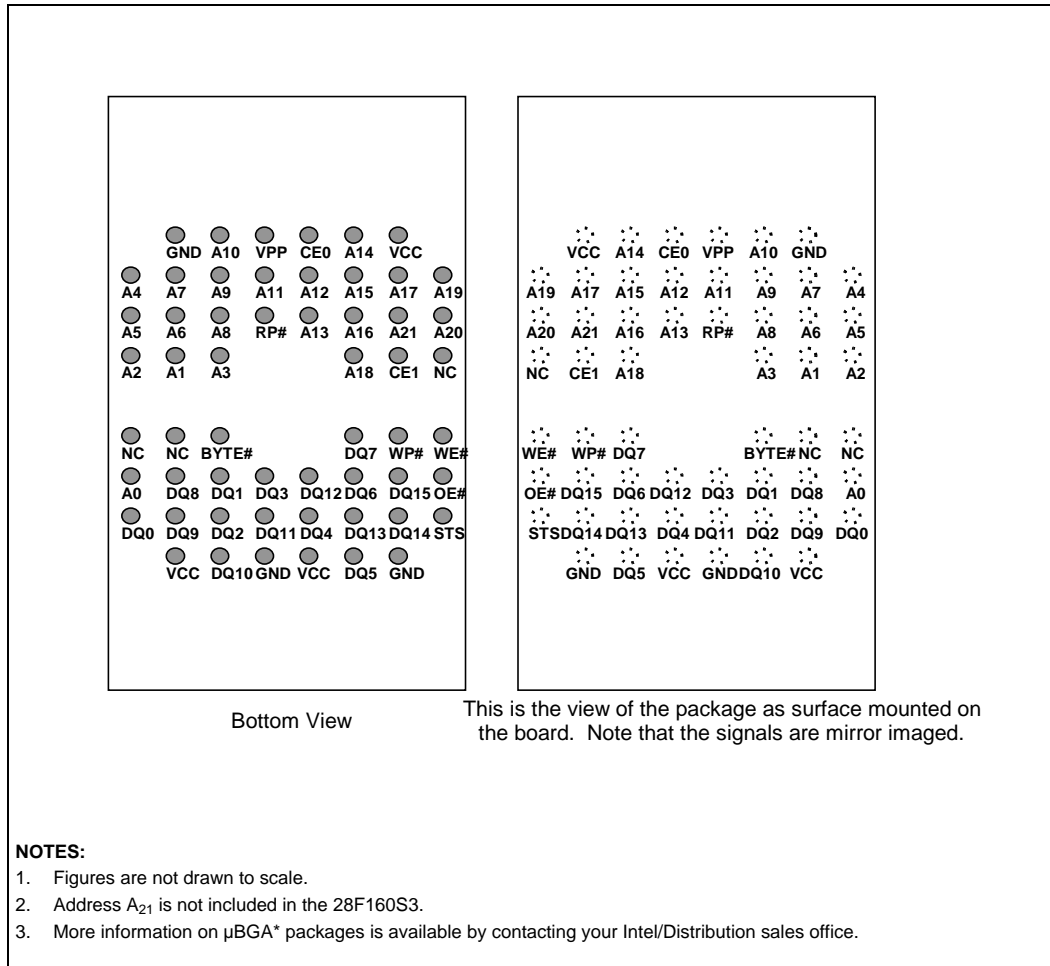 GND A10 VPP CE0 A14 VCC
A4 A7 A9 A11 A12 A15 A17 A19
A5 A6 A8 RP# A13 A16 A21 A20
A2 A1 A3 A18 CE1 NC
NC NC BYTE# DQ7 WP# WE#
A0 DQ8 DQ1 DQ3 DQ12 DQ6 DQ15 OE#
DQ0 DQ9 DQ2 DQ11 DQ4 DQ13 DQ14 STS
VCC DQ10 GND VCC DQ5 GND
Bottom View
VCC A14 CE0 VPP A10 GND
A19 A17 A15 A12 A11 A9 A7 A4
A20 A21 A16 A13 RP# A8 A6 A5
NC CE1 A18 A3 A1 A2
WE# WP# DQ7 BYTE# NC NC
OE# DQ15 DQ6 DQ12 DQ3 DQ1 DQ8 A0
STS DQ14 DQ13 DQ4 DQ11 DQ2 DQ9 DQ0
GND DQ5 VCC GND DQ10 VCC
This is the view of the package as surface mounted on
the board. Note that the signals are mirror imaged.
NOTES:
1. Figures are not drawn to scale.
2. Address A21 is not included in the 28F160S3.
3. More information on µBGA* packages is available by contacting your Intel/Distribution sales office.